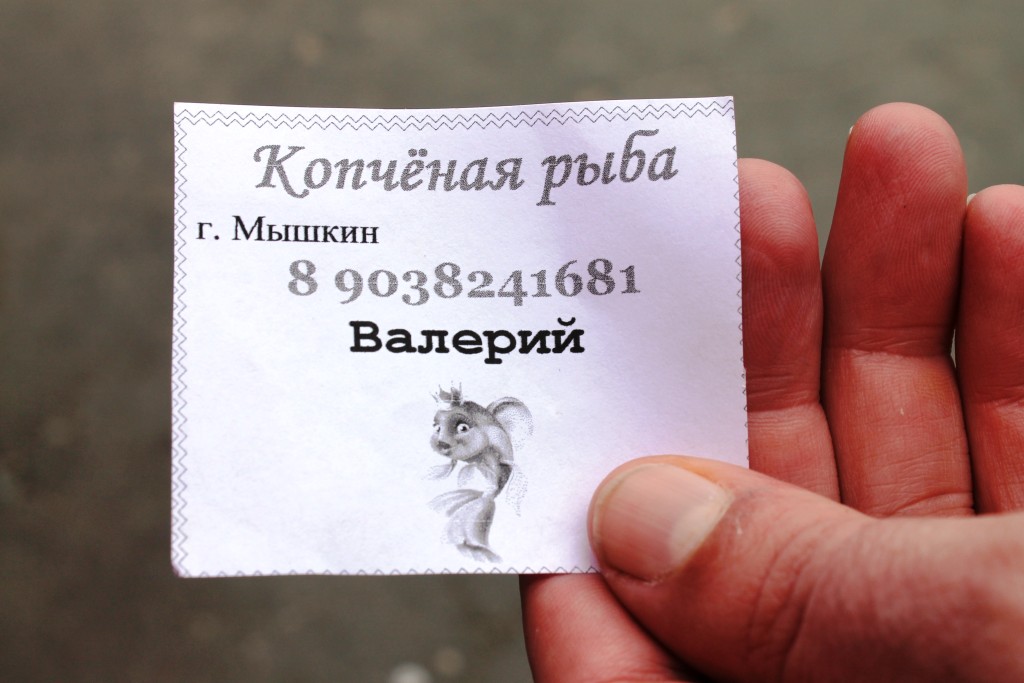 Копчёная рыба
г. Мышкин
8 9038241681
Валерий